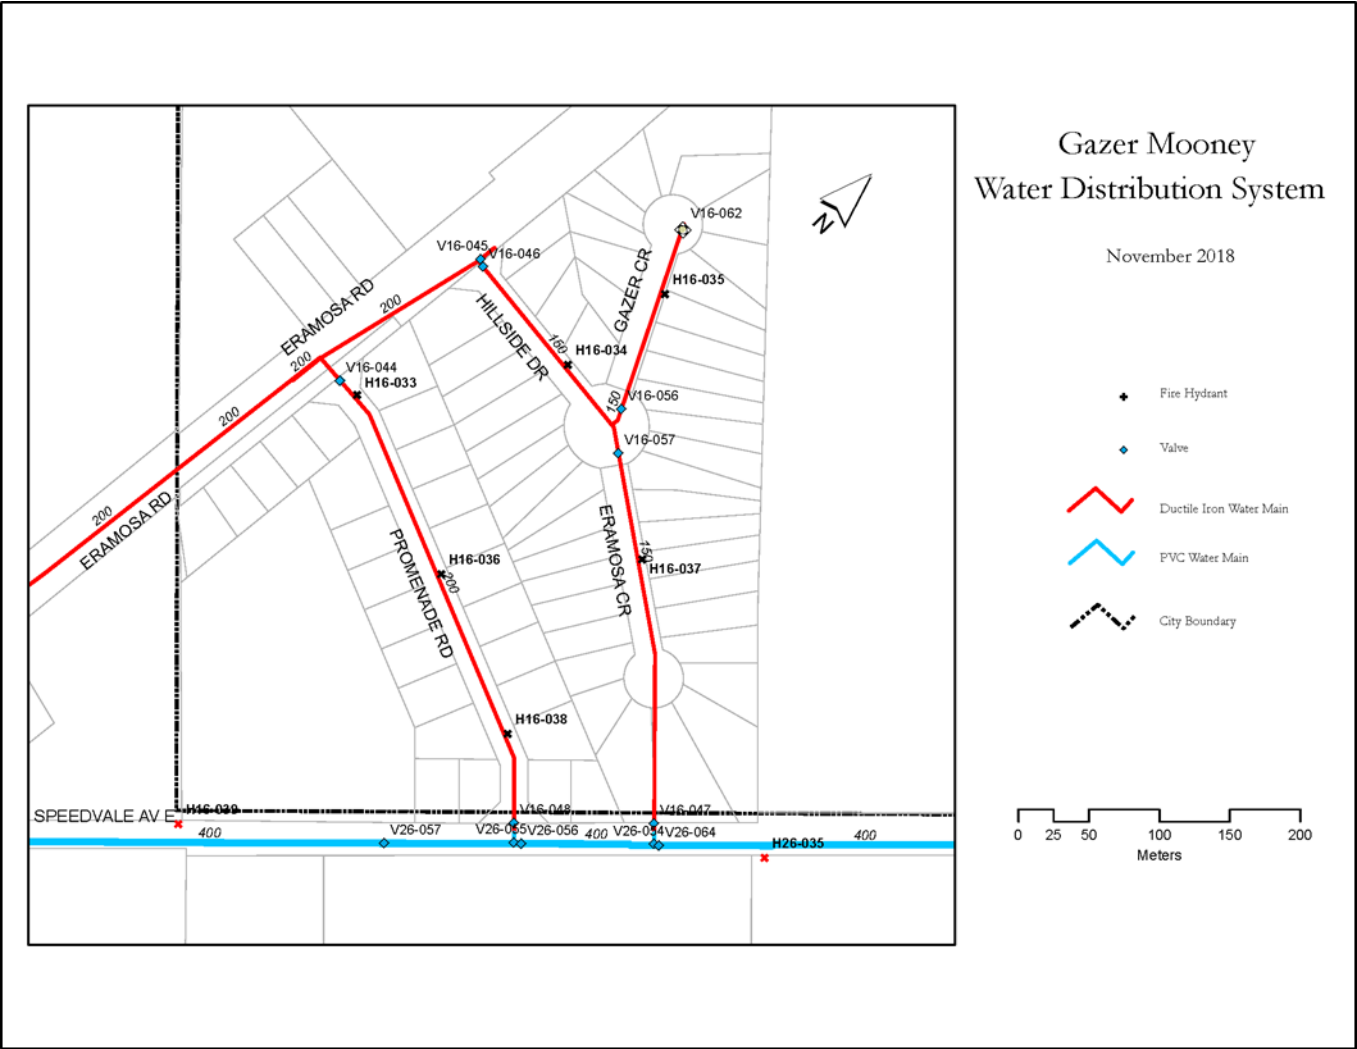 Gazer Mooney
Water Distribution System
November 2018
N
V16-062
V16-045
V16-046
GAZER CR
H16-035
ERAMOSA RD
200
HILLSIDE DR
150
H16-034
200
V16-044
H16-033
150
V16-056
200
V16-057
200
ERAMOSA RD
ERAMOSA CR
150
H16-037
PROMENADE RD
H16-036
200
H16-038
SPEEDVALE AV E
H16-039
V16-048
V16-047
400
V26-057
V26-055
V26-056
400
V26-054
V26-064
400
H26-035
Fire Hydrant
Valve
Ductile Iron Water Main
PVC Water Main
City Boundary
0 25 50 100 150 200
Meters